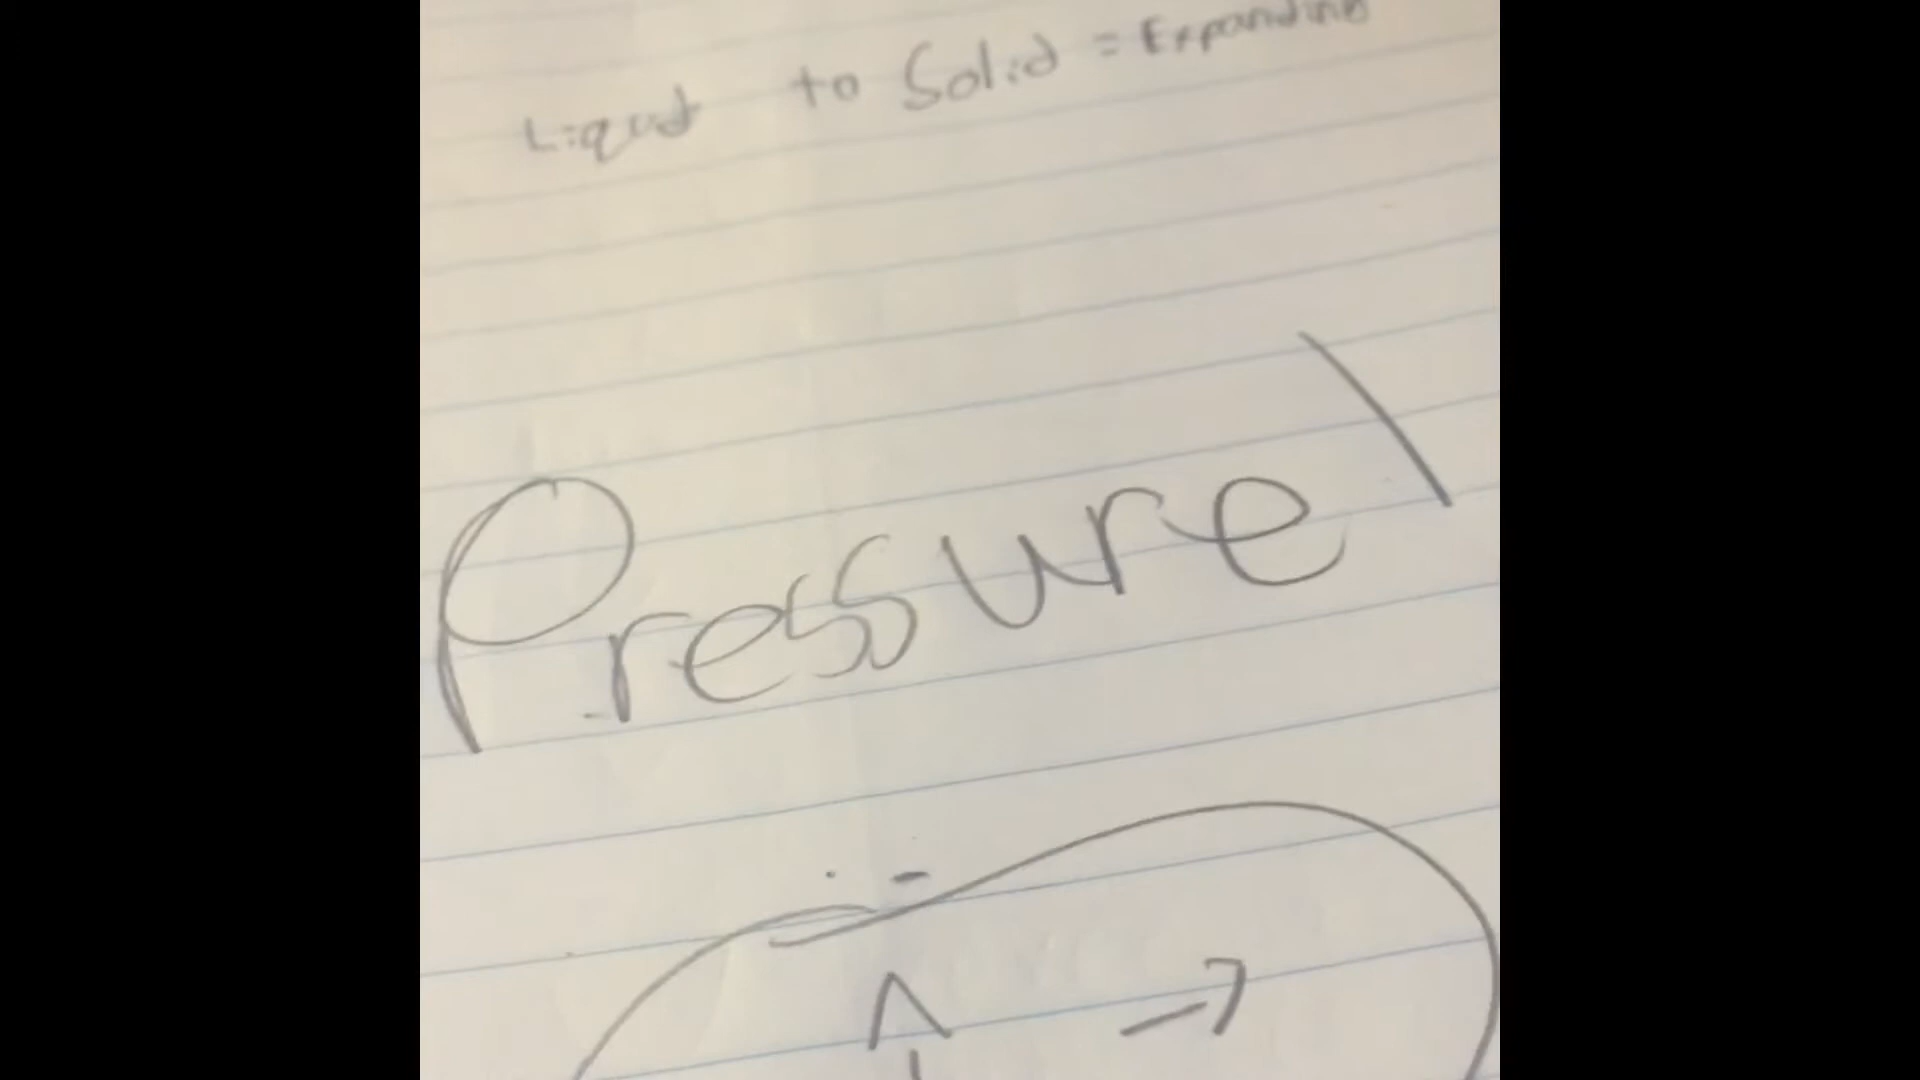 Liquid to Solid = Expanding
Pressure